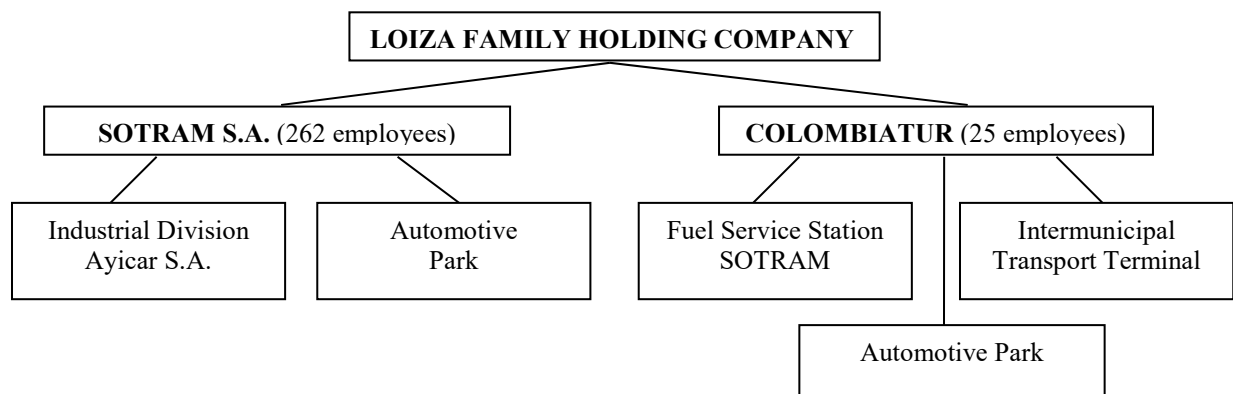 LOIZA FAMILY HOLDING COMPANY
SOTRAM S.A. (262 employees)
COLOMBIATUR (25 employees)
Industrial Division
Ayicar S.A.
Automotive
Park
Fuel Service Station
SOTRAM
Intermunicipal
Transport Terminal
Automotive Park